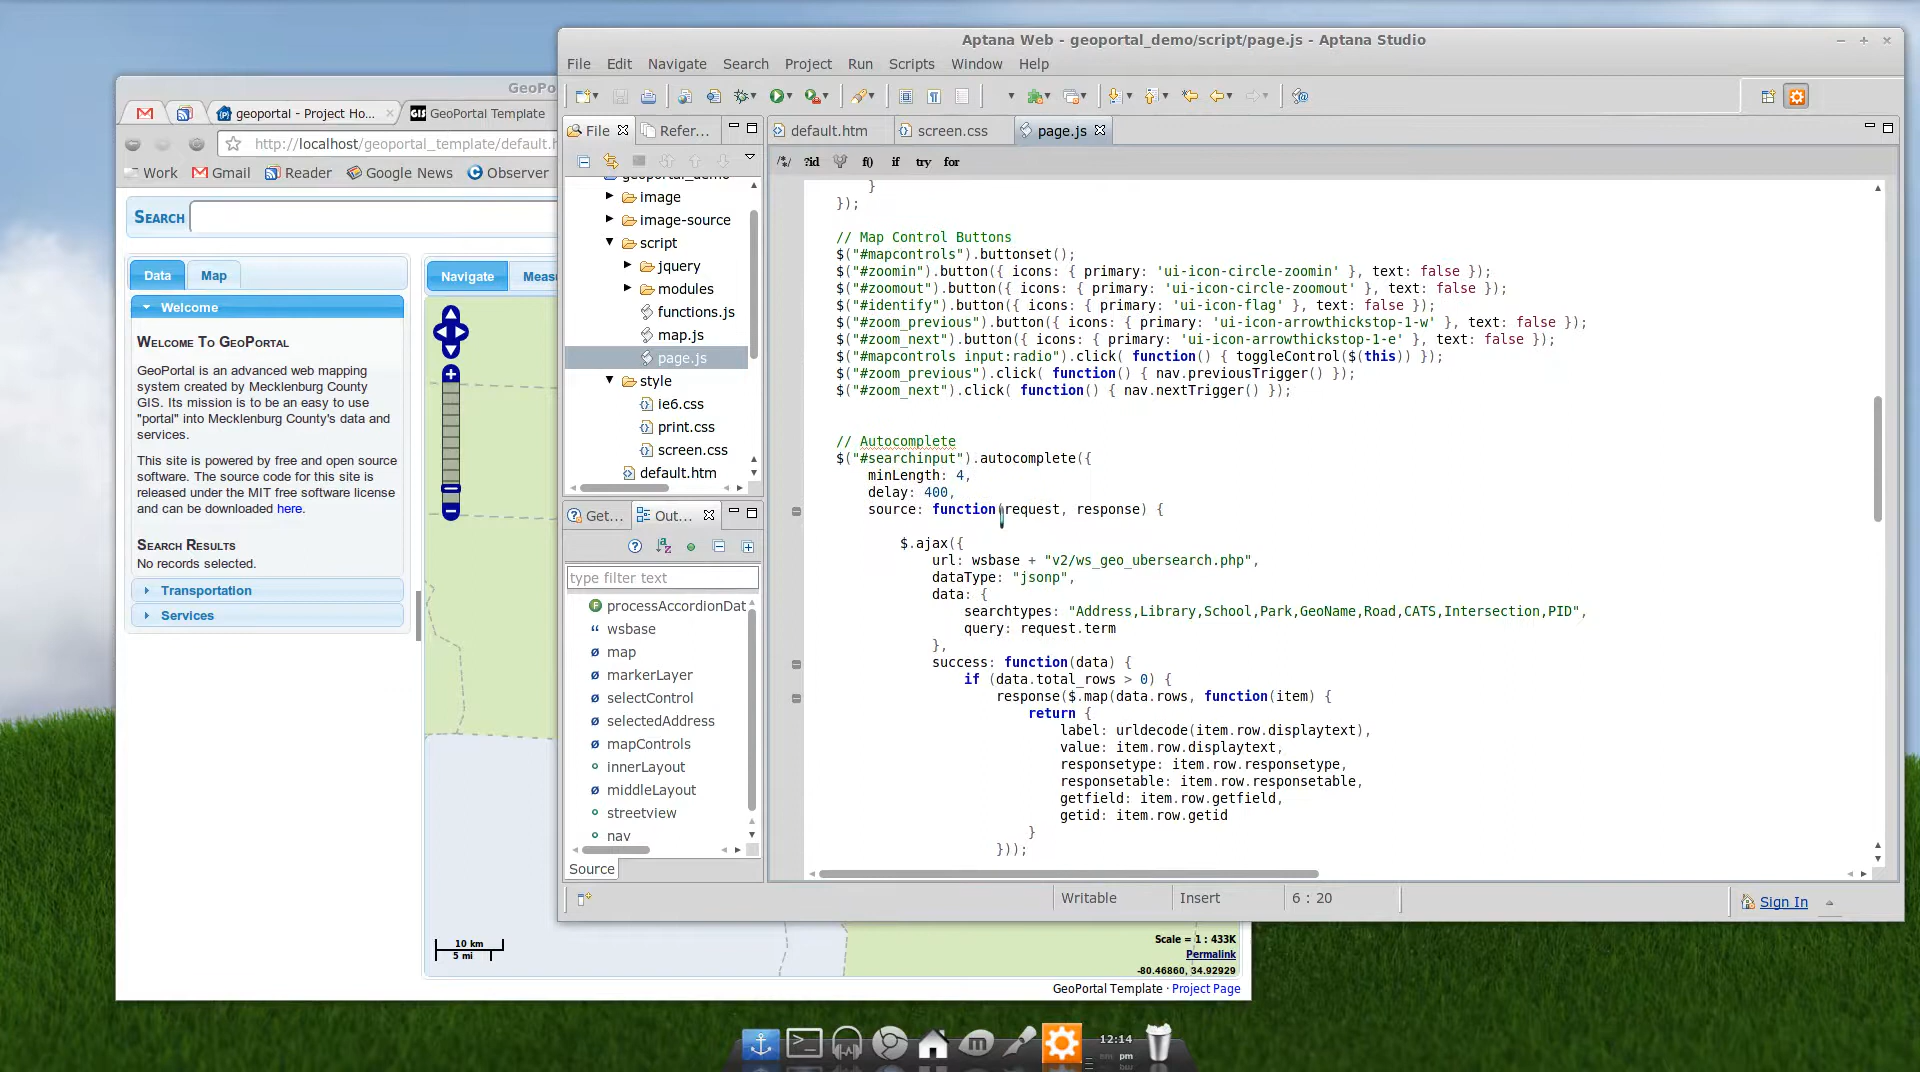 Aptana Web - geoportal_demo/script/page.js - Aptana Studio
File Edit Navigate Search Project Run Scripts Window Help
GeoPo
geoportal - Project Ho...
GeoPortal Template
http://localhost/geoportal_template/default.h
Work Gmail Reader Google News Observer
SEARCH
Data Map
Welcome
WELCOME TO GEOPORTAL
GeoPortal is an advanced web mapping
system created by Mecklenburg County
GIS. Its mission is to be an easy to use
"portal" into Mecklenburg County's data and
services.
This site is powered by free and open source
software. The source code for this site is
released under the MIT free software license
and can be downloaded here.
SEARCH RESULTS
No records selected.
Transportation
Services
Navigate Measu
10 km
5 mi
Scale = 1 : 433K
Permalink
-80.46860, 34.92929
GeoPortal Template · Project Page
File Refer...
geoportal_demo
image
image-source
script
jquery
modules
functions.js
map.js
page.js
style
ie6.css
print.css
screen.css
default.htm
Get... Out...
type filter text
processAccordionDat
wsbase
map
markerLayer
selectControl
selectedAddress
mapControls
innerLayout
middleLayout
streetview
nav
Source
default.htm screen.css page.js
/*/ ?id f() if try for
}
});
// Map Control Buttons
$("#mapcontrols").buttonset();
$("#zoomin").button({ icons: { primary: 'ui-icon-circle-zoomin' }, text: false });
$("#zoomout").button({ icons: { primary: 'ui-icon-circle-zoomout' }, text: false });
$("#identify").button({ icons: { primary: 'ui-icon-flag' }, text: false });
$("#zoom_previous").button({ icons: { primary: 'ui-icon-arrowthickstop-1-w' }, text: false });
$("#zoom_next").button({ icons: { primary: 'ui-icon-arrowthickstop-1-e' }, text: false });
$("#mapcontrols input:radio").click( function() { toggleControl($(this)) });
$("#zoom_previous").click( function() { nav.previousTrigger() });
$("#zoom_next").click( function() { nav.nextTrigger() });
// Autocomplete
$("#searchinput").autocomplete({
minLength: 4,
delay: 400,
source: function(request, response) {
$.ajax({
url: wsbase + "v2/ws_geo_ubersearch.php",
dataType: "jsonp",
data: {
searchtypes: "Address,Library,School,Park,GeoName,Road,CATS,Intersection,PID",
query: request.term
},
success: function(data) {
if (data.total_rows > 0) {
response($.map(data.rows, function(item) {
return {
label: urldecode(item.row.displaytext),
value: item.row.displaytext,
responsetype: item.row.responsetype,
responsetable: item.row.responsetable,
getfield: item.row.getfield,
getid: item.row.getid
}
}));
Writable Insert 6 : 20
Sign In
12:14
am pm